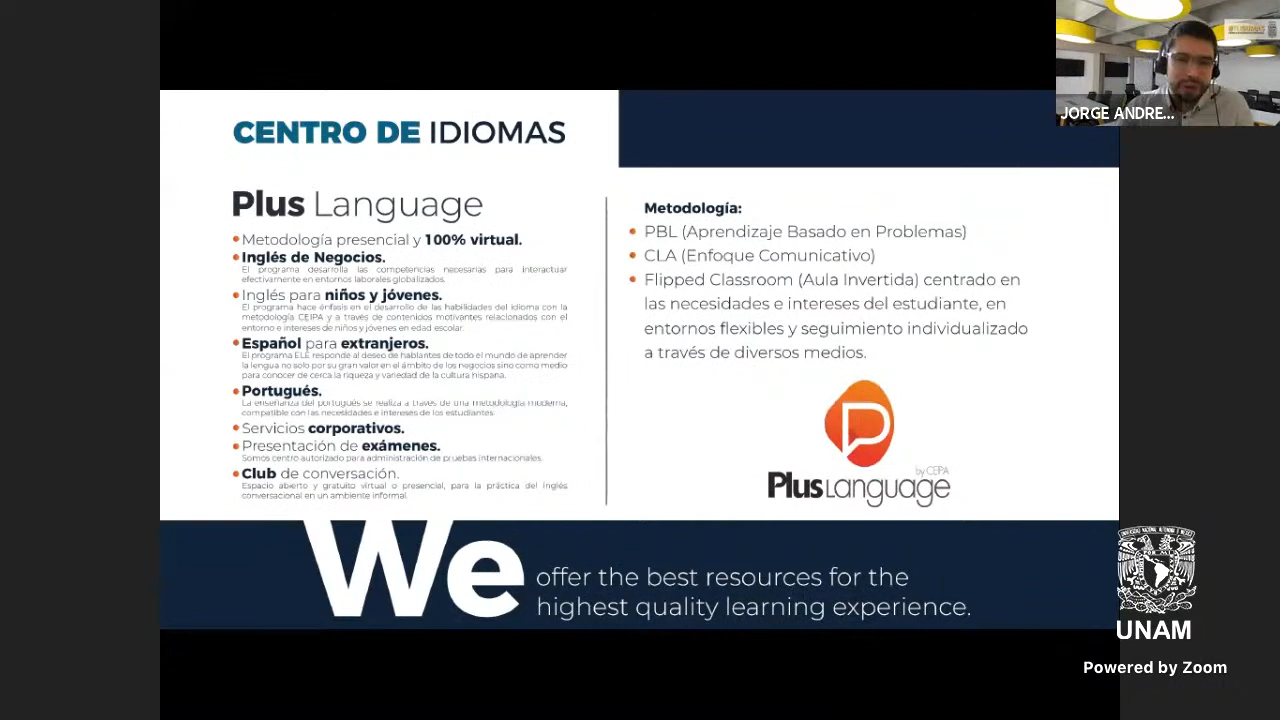 CENTRO DE IDIOMAS
Plus Language
Metodología presencial y 100% virtual.
Inglés de Negocios.
El programa desarrolla las competencias necesarias para interactuar
efectivamente en entornos laborales globalizados.
Inglés para niños y jóvenes.
El programa hace énfasis en el desarrollo de las habilidades del idioma con la
metodología CEIPA y a través de contenidos motivantes relacionados con el
entorno e intereses de niños y jóvenes en edad escolar.
Español para extranjeros.
El programa ELE responde al deseo de hablantes de todo el mundo de aprender
la lengua no solo por su gran valor en el ámbito de los negocios sino como medio
para conocer de cerca la riqueza y variedad de la cultura hispana.
Portugués.
La enseñanza del portugués se realiza a través de una metodología moderna,
compatible con las necesidades e intereses de los estudiantes.
Servicios corporativos.
Presentación de exámenes.
Somos centro autorizado para administración de pruebas internacionales.
Club de conversación.
Espacio abierto y gratuito virtual o presencial, para la práctica del inglés
conversacional en un ambiente informal.
Metodología:
PBL (Aprendizaje Basado en Problemas)
CLA (Enfoque Comunicativo)
Flipped Classroom (Aula Invertida) centrado en
las necesidades e intereses del estudiante, en
entornos flexibles y seguimiento individualizado
a través de diversos medios.
by CEIPA
PlusLanguage
We offer the best resources for the
highest quality learning experience.
JORGE ANDRE...
UNAM
Powered by Zoom